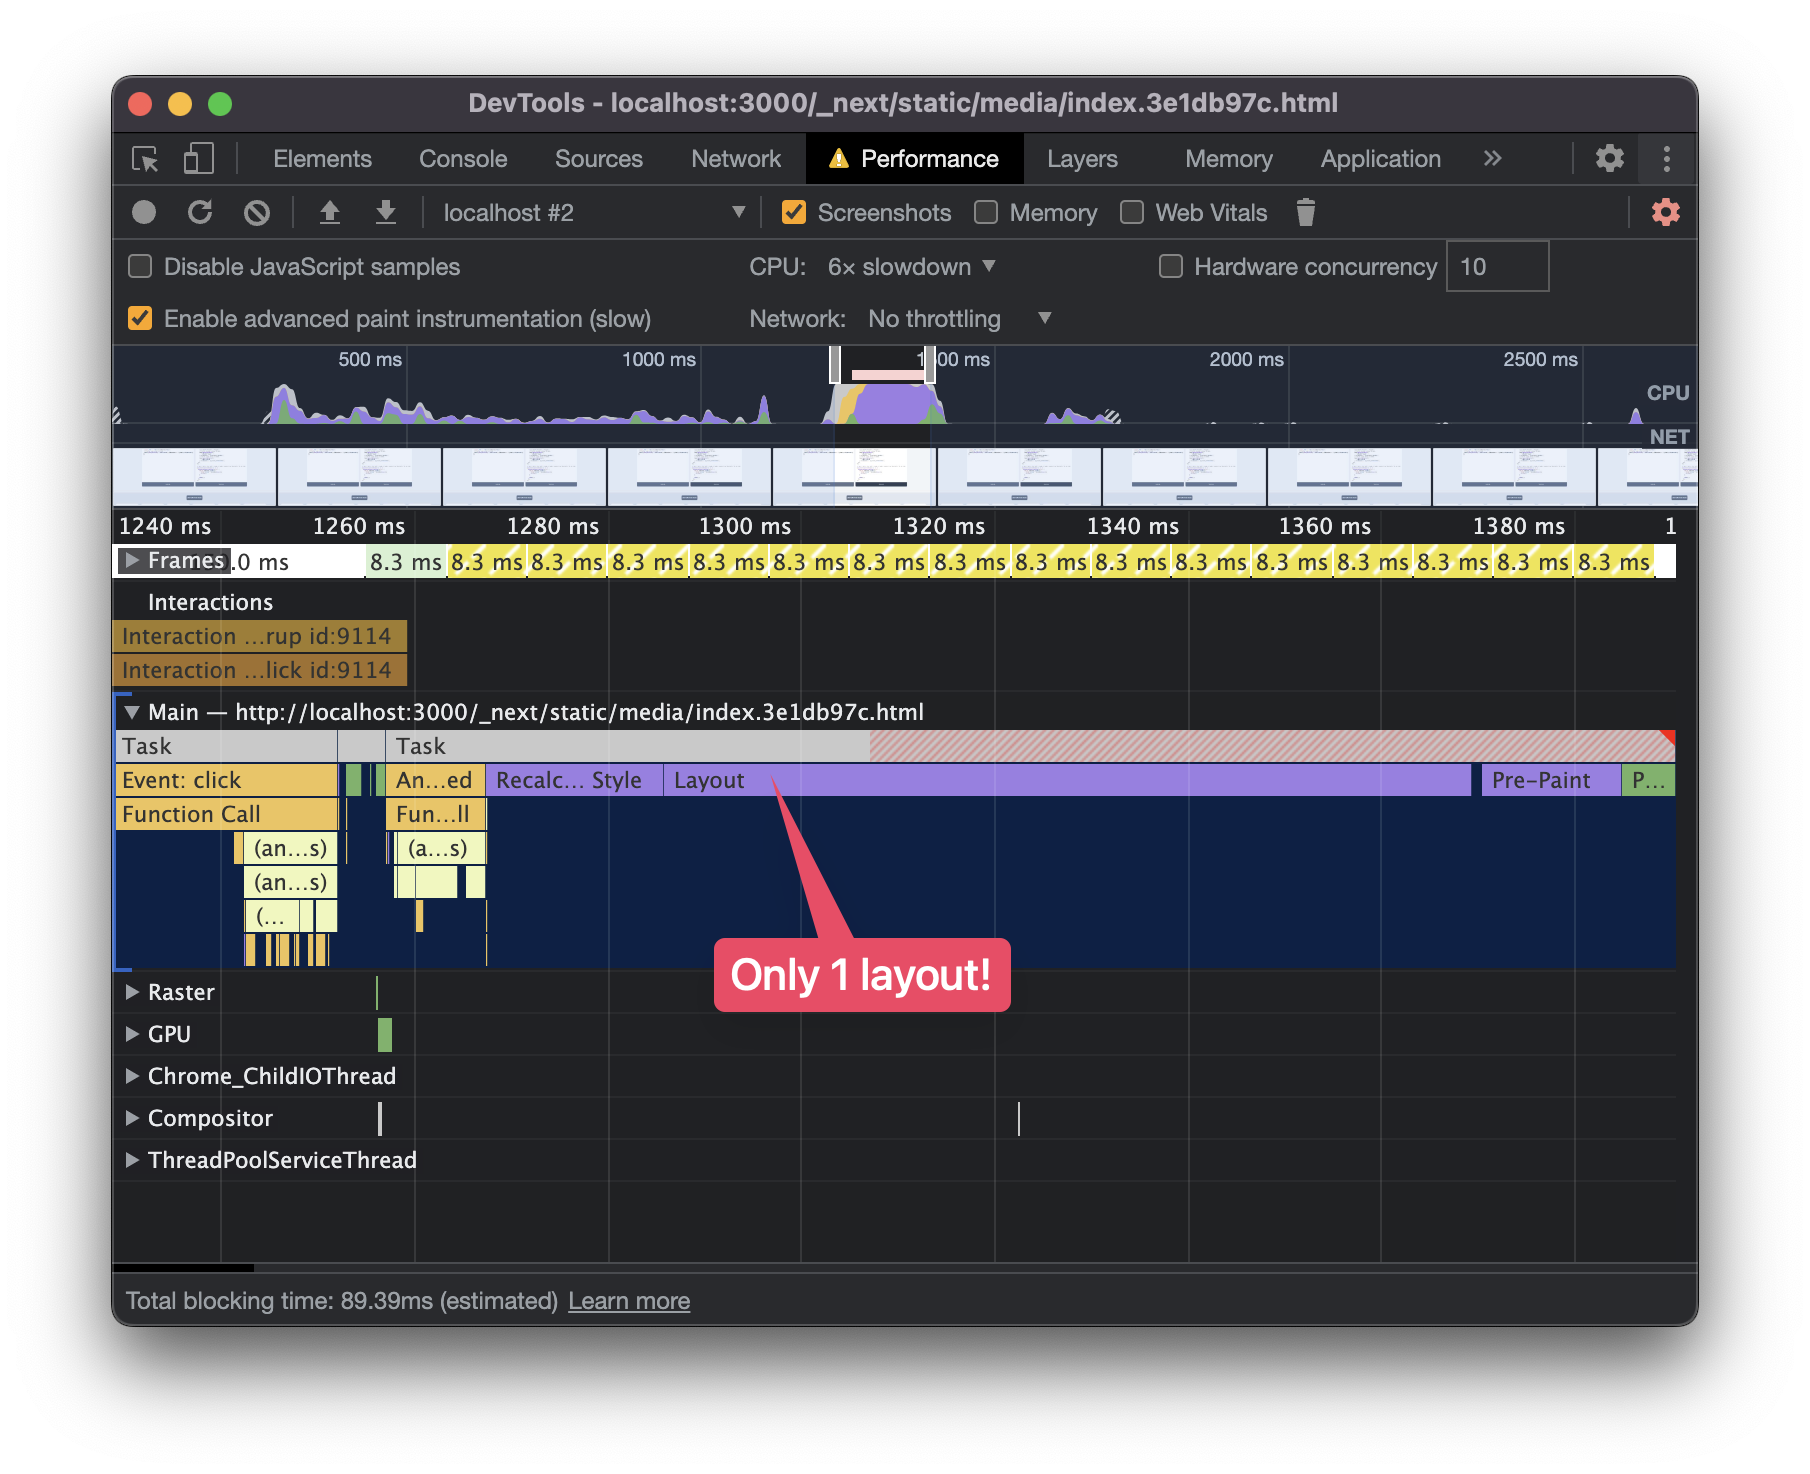 DevTools - localhost:3000/_next/static/media/index.3e1db97c.html
Elements Console Sources Network Performance Layers Memory Application »
localhost #2 Screenshots Memory Web Vitals
Disable JavaScript samples CPU: 6× slowdown Hardware concurrency 10
Enable advanced paint instrumentation (slow) Network: No throttling
500 ms 1000 ms 2000 ms 2500 ms
CPU
NET
1240 ms 1260 ms 1280 ms 1300 ms 1320 ms 1340 ms 1360 ms 1380 ms 1
Frames .0 ms 8.3 ms 8.3 ms 8.3 ms 8.3 ms 8.3 ms 8.3 ms 8.3 ms 8.3 ms 8.3 ms 8.3 ms 8.3 ms 8.3 ms 8.3 ms 8.3 ms 8.3 ms 8.3 ms
Interactions
Interaction ...rup id:9114
Interaction ...lick id:9114
Main — http://localhost:3000/_next/static/media/index.3e1db97c.html
Task Task
Event: click An...ed Recalc... Style Layout Pre-Paint P...
Function Call Fun...ll
(an...s) (a...s)
(an...s)
(...
Only 1 layout!
Raster
GPU
Chrome_ChildIOThread
Compositor
ThreadPoolServiceThread
Total blocking time: 89.39ms (estimated) Learn more